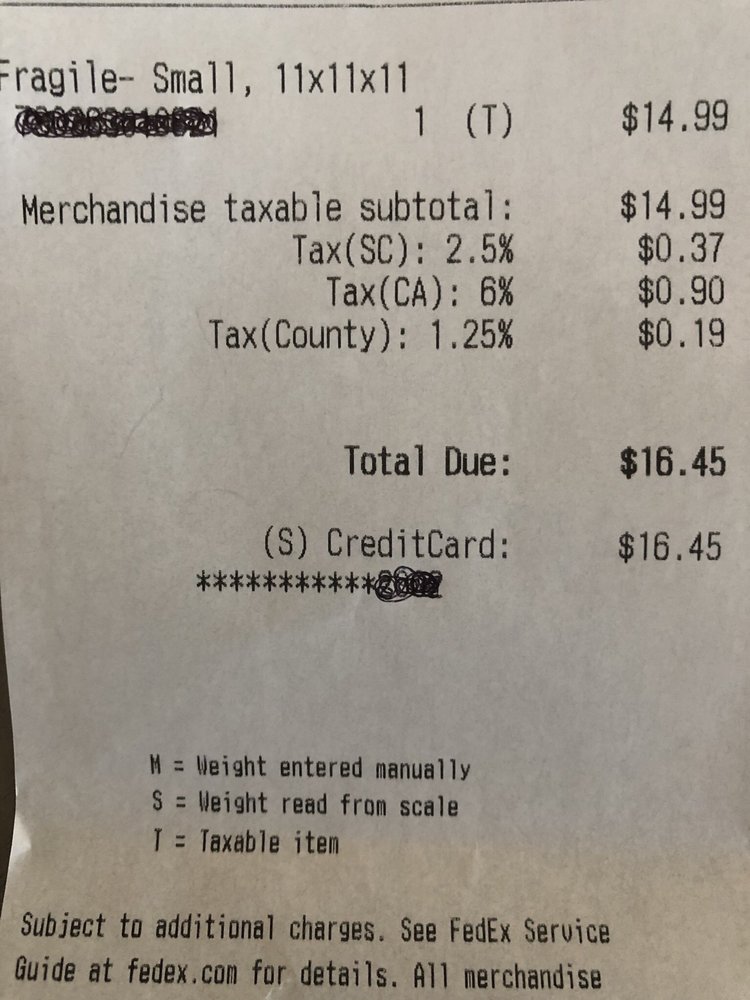 Fragile- Small, 11x11x11
1 (T) $14.99
Merchandise taxable subtotal: $14.99
Tax(SC): 2.5% $0.37
Tax(CA): 6% $0.90
Tax(County): 1.25% $0.19
Total Due: $16.45
(S) CreditCard: $16.45
***********
M = Weight entered manually
S = Weight read from scale
T = Taxable item
Subject to additional charges. See FedEx Service
Guide at fedex.com for details. All merchandise